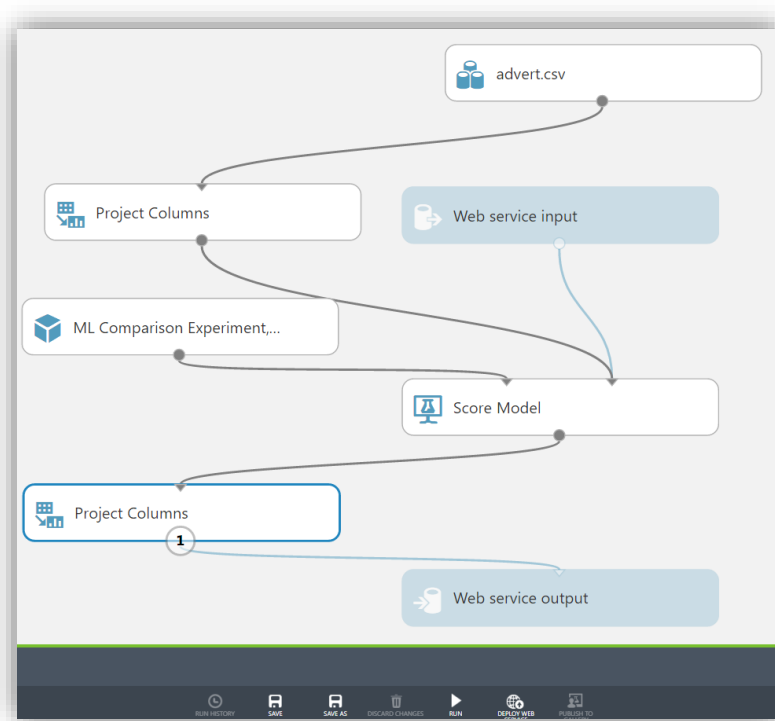 advert.csv
Project Columns
Web service input
ML Comparison Experiment,...
Score Model
Project Columns
1
Web service output
RUN HISTORY
SAVE
SAVE AS
DISCARD CHANGES
RUN
DEPLOY WEB
SERVICE
PUBLISH TO